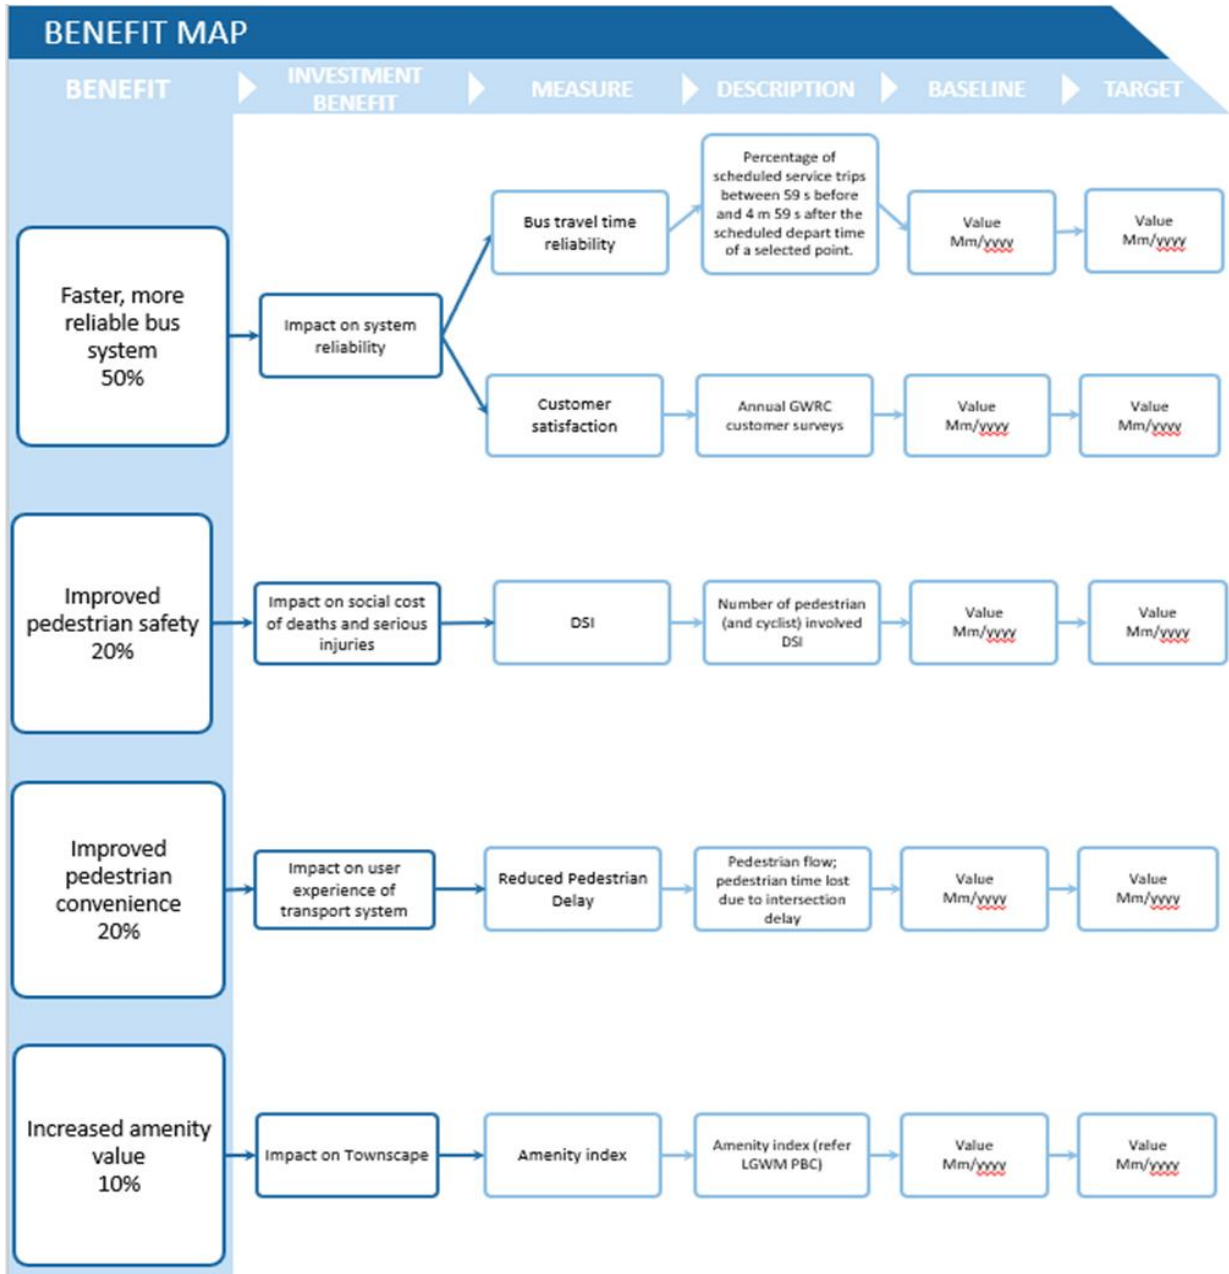 BENEFIT MAP
BENEFIT
INVESTMENT
BENEFIT
MEASURE
DESCRIPTION
BASELINE
TARGET
Faster, more
reliable bus
system
50%
Impact on system
reliability
Bus travel time
reliability
Percentage of
scheduled service trips
between 59 s before
and 4 m 59 s after the
scheduled depart time
of a selected point.
Value
Mm/yyyy
Value
Mm/yyyy
Customer
satisfaction
Annual GWRC
customer surveys
Value
Mm/yyyy
Value
Mm/yyyy
Improved
pedestrian safety
20%
Impact on social cost
of deaths and serious
injuries
DSI
Number of pedestrian
(and cyclist) involved
DSI
Value
Mm/yyyy
Value
Mm/yyyy
Improved
pedestrian
convenience
20%
Impact on user
experience of
transport system
Reduced Pedestrian
Delay
Pedestrian flow;
pedestrian time lost
due to intersection
delay
Value
Mm/yyyy
Value
Mm/yyyy
Increased amenity
value
10%
Impact on Townscape
Amenity index
Amenity index (refer
LGWM PBC)
Value
Mm/yyyy
Value
Mm/yyyy